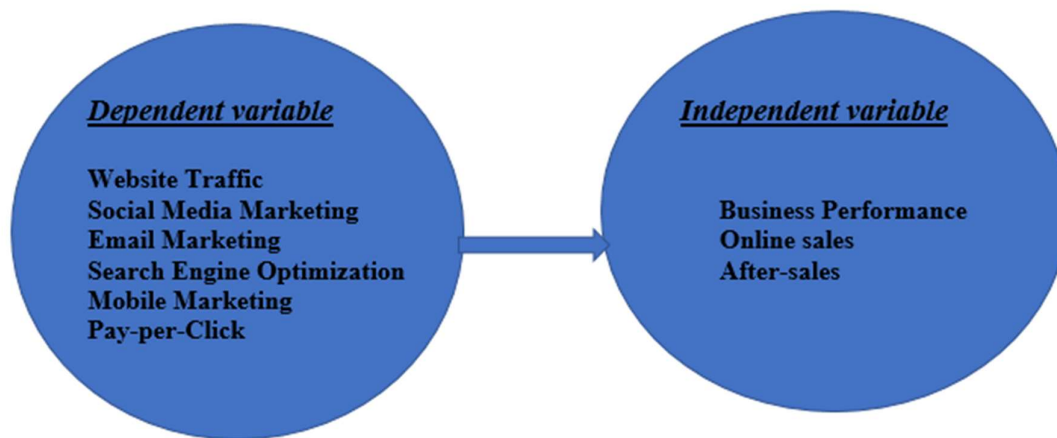 Dependent variable
Website Traffic
Social Media Marketing
Email Marketing
Search Engine Optimization
Mobile Marketing
Pay-per-Click
Independent variable
Business Performance
Online sales
After-sales